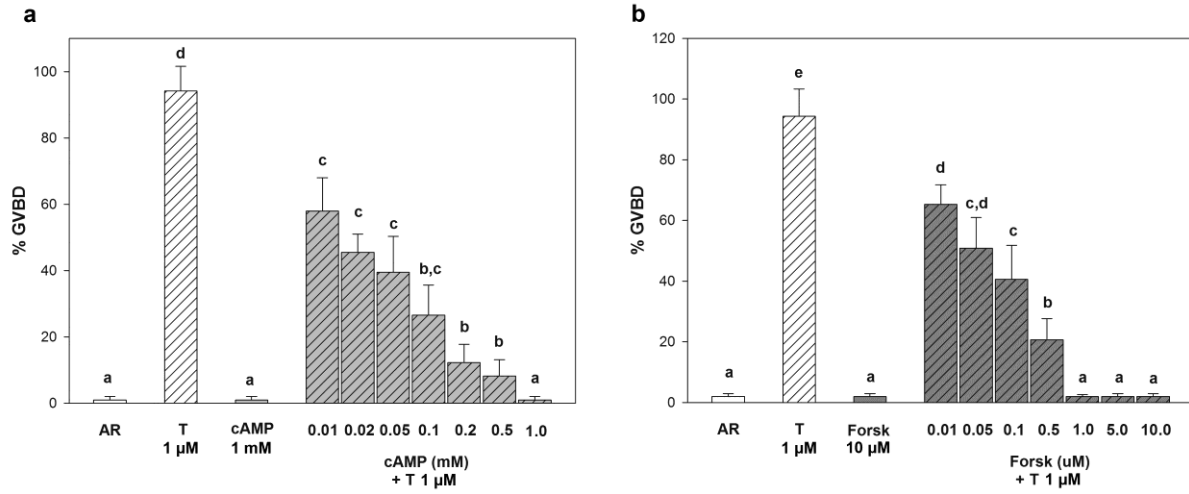 a
% GVBD
100
80
60
40
20
0
a
d
a
c
c
c
b,c
b
b
a
AR
T
1 µM
cAMP
1 mM
0.01 0.02 0.05 0.1 0.2 0.5 1.0
cAMP (mM)
+ T 1 µM
b
% GVBD
120
100
80
60
40
20
0
a
e
a
d
c,d
c
b
a
a
a
AR
T
1 µM
Forsk
10 µM
0.01 0.05 0.1 0.5 1.0 5.0 10.0
Forsk (uM)
+ T 1 µM